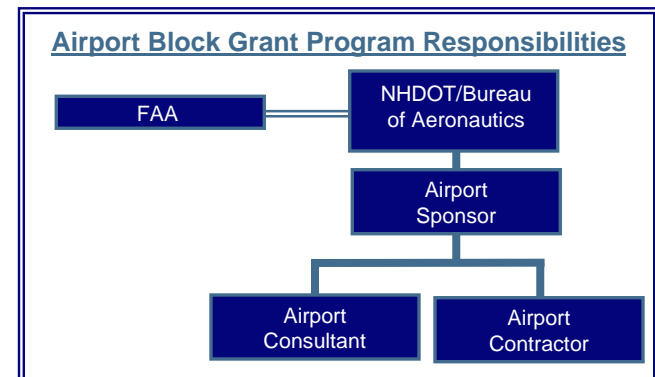 Airport Block Grant Program Responsibilities
FAA
NHDOT/Bureau
of Aeronautics
Airport
Sponsor
Airport
Consultant
Airport
Contractor